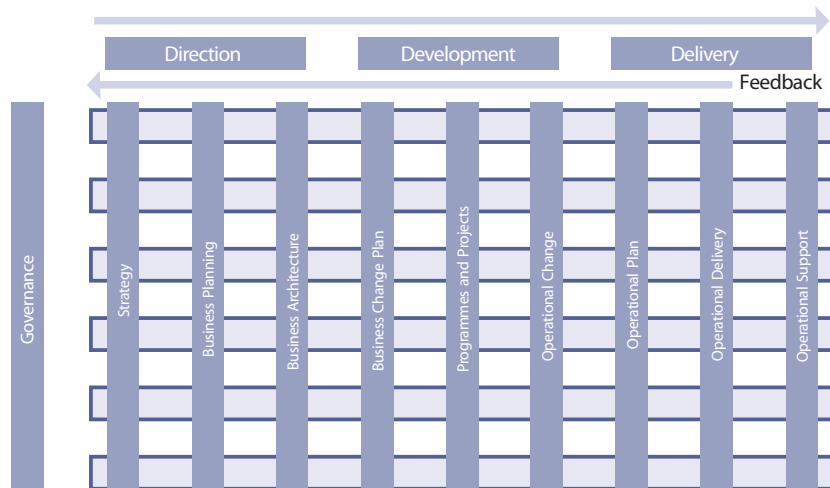 Direction
Development
Delivery
Feedback
Governance
Strategy
Business Planning
Business Architecture
Business Change Plan
Programmes and Projects
Operational Change
Operational Plan
Operational Delivery
Operational Support